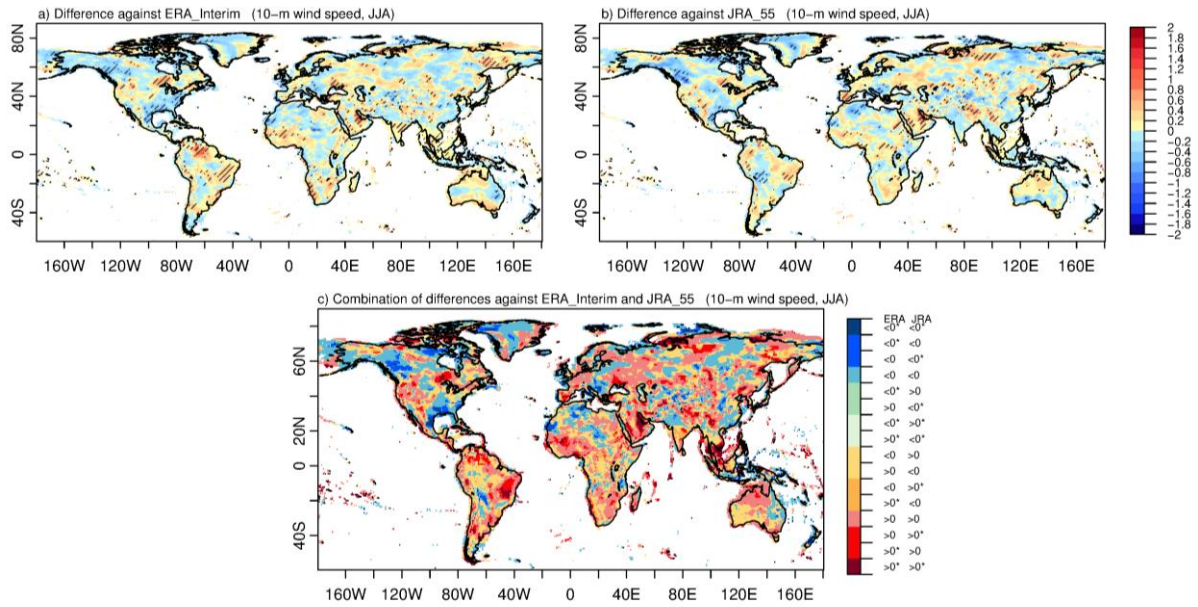 a) Difference against ERA_Interim (10−m wind speed, JJA)
80N
40N
0
40S
160W 120W 80W 40W 0 40E 80E 120E 160E
b) Difference against JRA_55 (10−m wind speed, JJA)
80N
40N
0
40S
160W 120W 80W 40W 0 40E 80E 120E 160E
2
1.8
1.6
1.4
1.2
1
0.8
0.6
0.4
0.2
0
−0.2
−0.4
−0.6
−0.8
−1
−1.2
−1.4
−1.6
−1.8
−2
c) Combination of differences against ERA_Interim and JRA_55 (10−m wind speed, JJA)
60N
20N
0
40S
160W 120W 80W 40W 0 40E 80E 120E 160E
ERA JRA
<0* <0*
<0* <0
<0 <0*
<0 <0
<0* >0
>0 <0*
<0* >0*
>0* <0*
<0 >0
>0 <0
<0 >0*
>0* <0
>0 >0
>0 >0*
>0* >0
>0* >0*